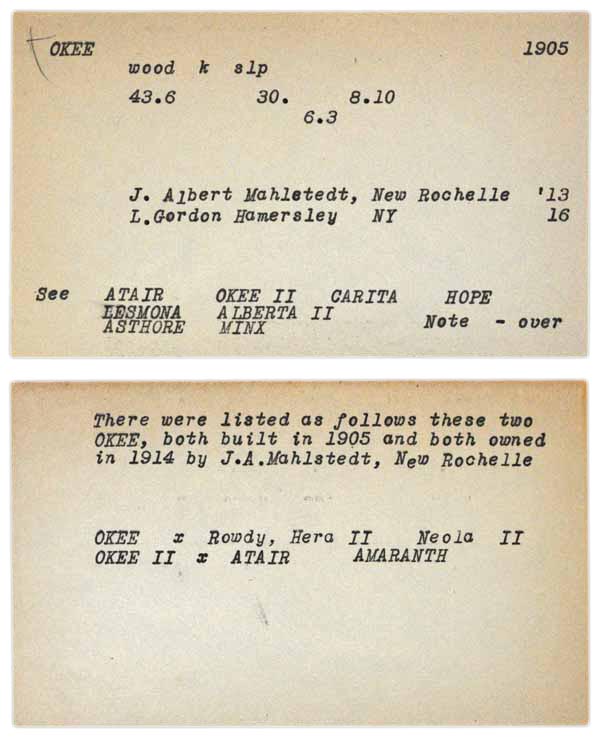 OKEE 1905
wood k slp
43.6 30. 8.10
6.3
J. Albert Mahlstedt, New Rochelle '13
L.Gordon Hamersley NY 16
See ATAIR OKEE II CARITA HOPE
LESMONA ALBERTA II
ASTHORE MINX Note - over
There were listed as follows these two
OKEE, both built in 1905 and both owned
in 1914 by J.A.Mahlstedt, New Rochelle
OKEE x Rowdy, Hera II Neola II
OKEE II x ATAIR AMARANTH